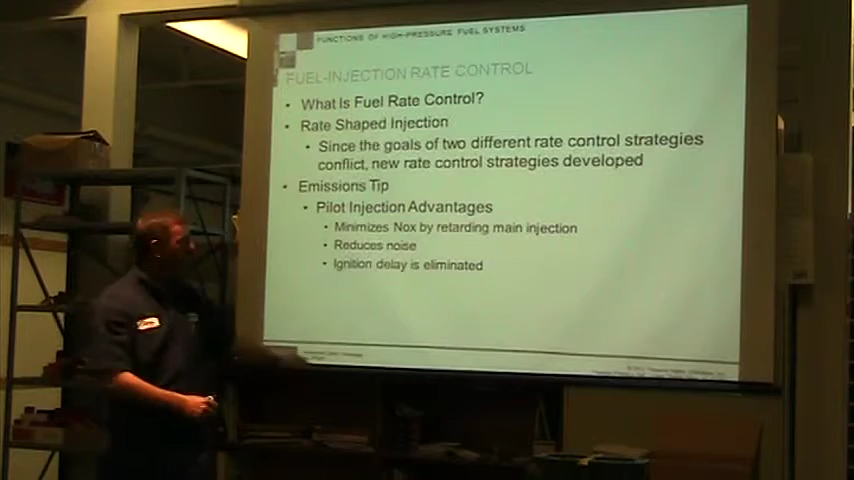 FUNCTIONS OF HIGH-PRESSURE FUEL SYSTEMS
FUEL-INJECTION RATE CONTROL
• What Is Fuel Rate Control?
• Rate Shaped Injection
• Since the goals of two different rate control strategies
conflict, new rate control strategies developed
• Emissions Tip
• Pilot Injection Advantages
• Minimizes Nox by retarding main injection
• Reduces noise
• Ignition delay is eliminated